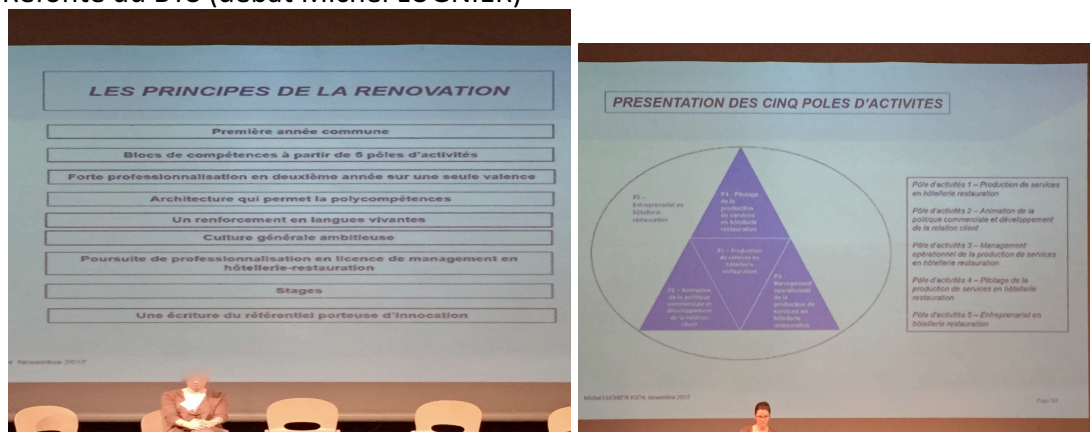 Refonte du BTS (débat Michel LUGNIER)
LES PRINCIPES DE LA RENOVATION
Première année commune
Blocs de compétences à partir de 5 pôles d'activités
Forte professionnalisation en deuxième année sur une seule valence
Architecture qui permet la polycompétences
Un renforcement en langues vivantes
Culture générale ambitieuse
Poursuite de professionnalisation en licence de management en
hôtellerie-restauration
Stages
Une écriture du référentiel porteuse d'innocation
Novembre 2017
PRESENTATION DES CINQ POLES D'ACTIVITES
P5 –
Entreprenariat en
hôtellerie
restauration
P4 - Pilotage
de la
production
de services
en hôtellerie
restauration
P1 – Production
de services en
hôtellerie
restauration
P2 – Animation
de la politique
commerciale et
développement
de la relation
client
P3 -
Management
opérationnel
de la
production de
services en
hôtellerie
restauration
Pôle d'activités 1 – Production de services
en hôtellerie restauration
Pôle d'activités 2 – Animation de la
politique commerciale et développement
de la relation client
Pôle d'activités 3 – Management
opérationnel de la production de services
en hôtellerie restauration
Pôle d'activités 4 – Pilotage de la
production de services en hôtellerie
restauration
Pôle d'activités 5 – Entreprenariat en
hôtellerie restauration
Michel LUGNIER IGEN Novembre 2017